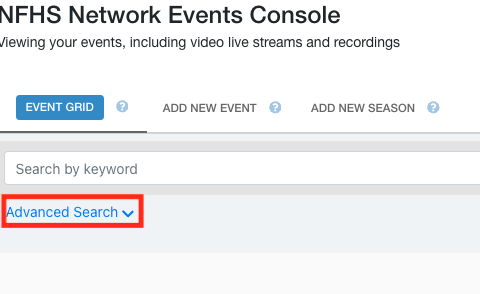 NFHS Network Events Console
Viewing your events, including video live streams and recordings
EVENT GRID ? ADD NEW EVENT ? ADD NEW SEASON ?
Search by keyword
Advanced Search